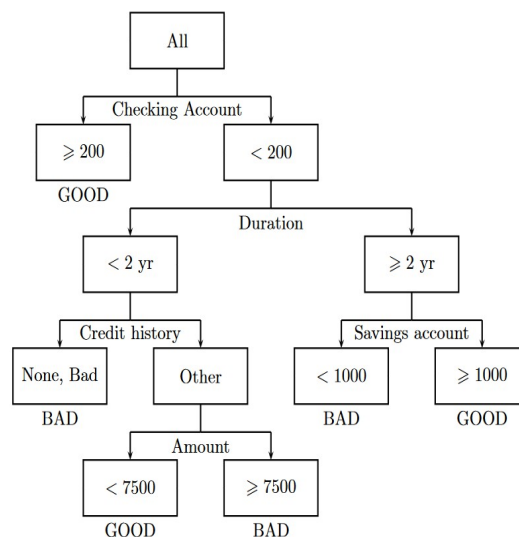 All
Checking Account
⩾ 200
< 200
GOOD
Duration
< 2 yr
⩾ 2 yr
Credit history
Savings account
None, Bad
Other
< 1000
⩾ 1000
BAD
BAD
GOOD
Amount
< 7500
⩾ 7500
GOOD
BAD